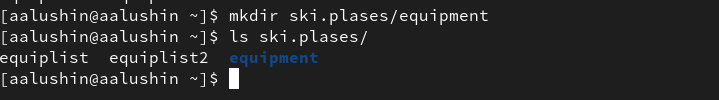 [aalushin@aalushin ~]$ mkdir ski.plases/equipment
[aalushin@aalushin ~]$ ls ski.plases/
equiplist  equiplist2  equipment
[aalushin@aalushin ~]$